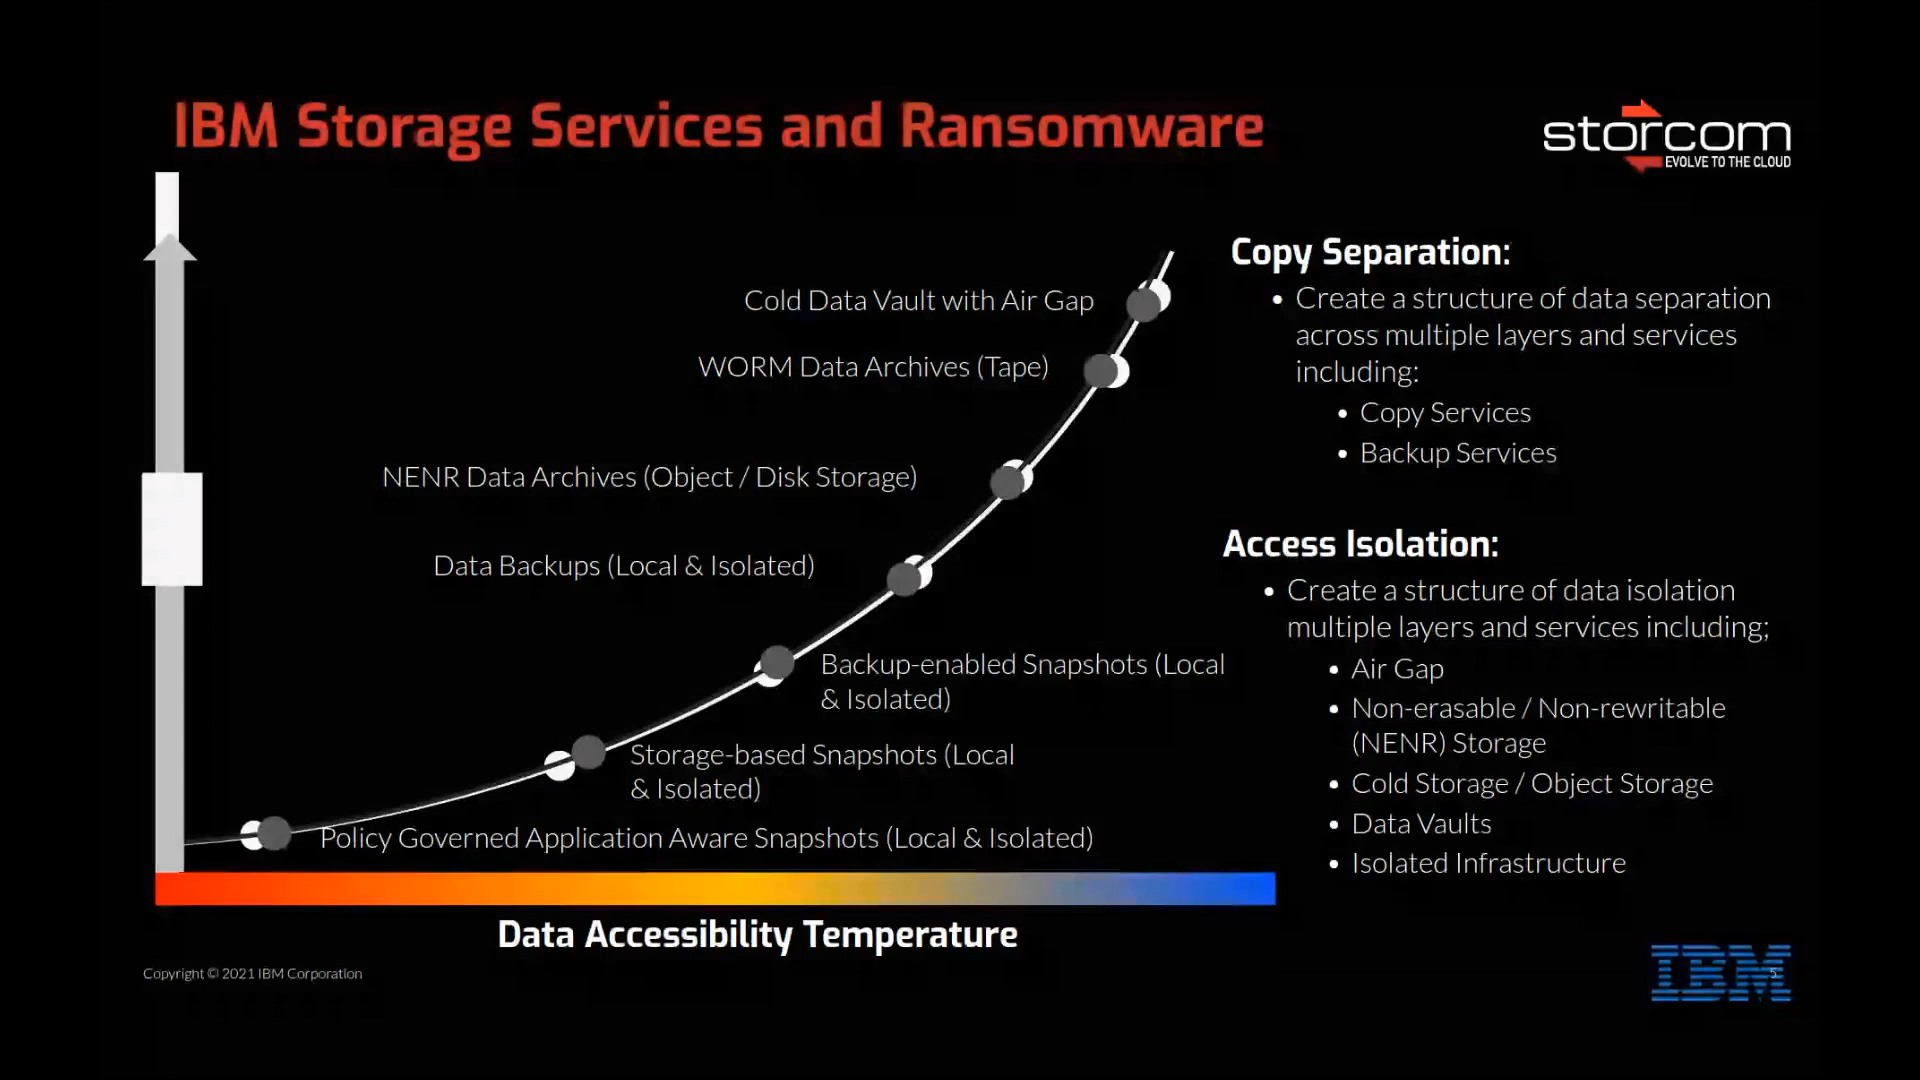 IBM Storage Services and Ransomware
storcom
EVOLVE TO THE CLOUD
Cold Data Vault with Air Gap
WORM Data Archives (Tape)
NENR Data Archives (Object / Disk Storage)
Data Backups (Local & Isolated)
Backup-enabled Snapshots (Local
& Isolated)
Storage-based Snapshots (Local
& Isolated)
Policy Governed Application Aware Snapshots (Local & Isolated)
Data Accessibility Temperature
Copy Separation:
• Create a structure of data separation
across multiple layers and services
including:
• Copy Services
• Backup Services
Access Isolation:
• Create a structure of data isolation
multiple layers and services including;
• Air Gap
• Non-erasable / Non-rewritable
(NENR) Storage
• Cold Storage / Object Storage
• Data Vaults
• Isolated Infrastructure
Copyright © 2021 IBM Corporation
IBM
5